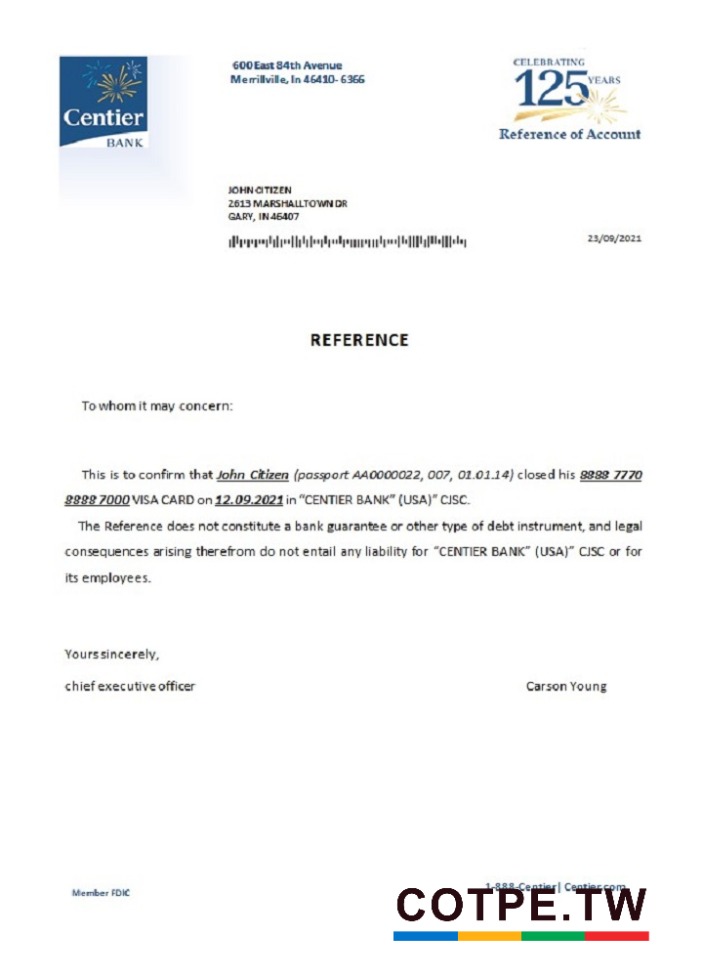 Centier
BANK
600 East 84th Avenue
Merrillville, In 46410- 6366
CELEBRATING
125 YEARS
Reference of Account
JOHN CITIZEN
2613 MARSHALLTOWN DR
GARY, IN 46407
23/09/2021
REFERENCE
To whom it may concern:
This is to confirm that John Citizen (passport AA0000022, 007, 01.01.14) closed his 8888 7770
8888 7000 VISA CARD on 12.09.2021 in “CENTIER BANK” (USA)” CJSC.
The Reference does not constitute a bank guarantee or other type of debt instrument, and legal
consequences arising therefrom do not entail any liability for “CENTIER BANK” (USA)” CJSC or for
its employees.
Yours sincerely,
chief executive officer
Carson Young
Member FDIC
1-888-Centier| Centier.com
COTPE.TW